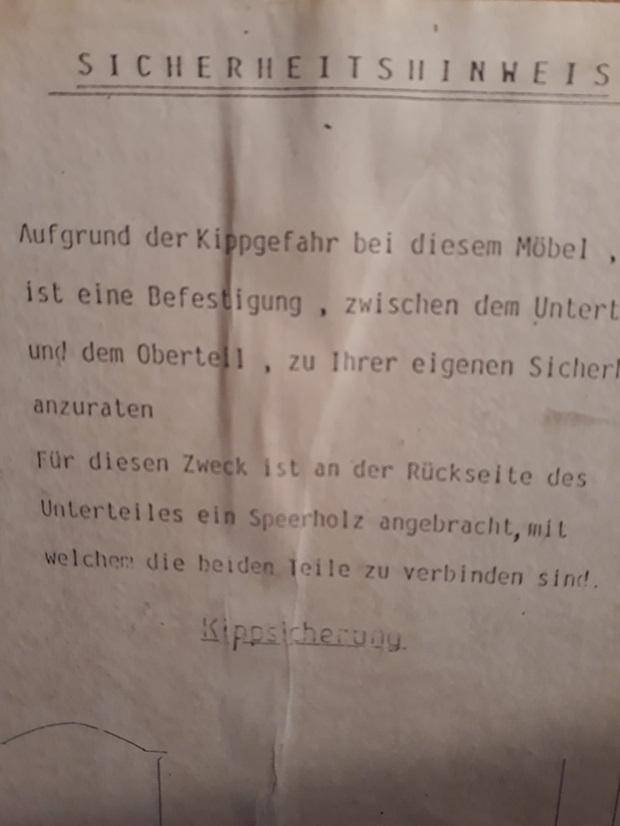 SICHERHEITSHINWEIS
Aufgrund der Kippgefahr bei diesem Möbel ,
ist eine Befestigung , zwischen dem Untert
und dem Oberteil , zu Ihrer eigenen Sicherh
anzuraten
Für diesen Zweck ist an der Rückseite des
Unterteiles ein Speerholz angebracht, mit
welchem die beiden Teile zu verbinden sind.
Kippsicherung.